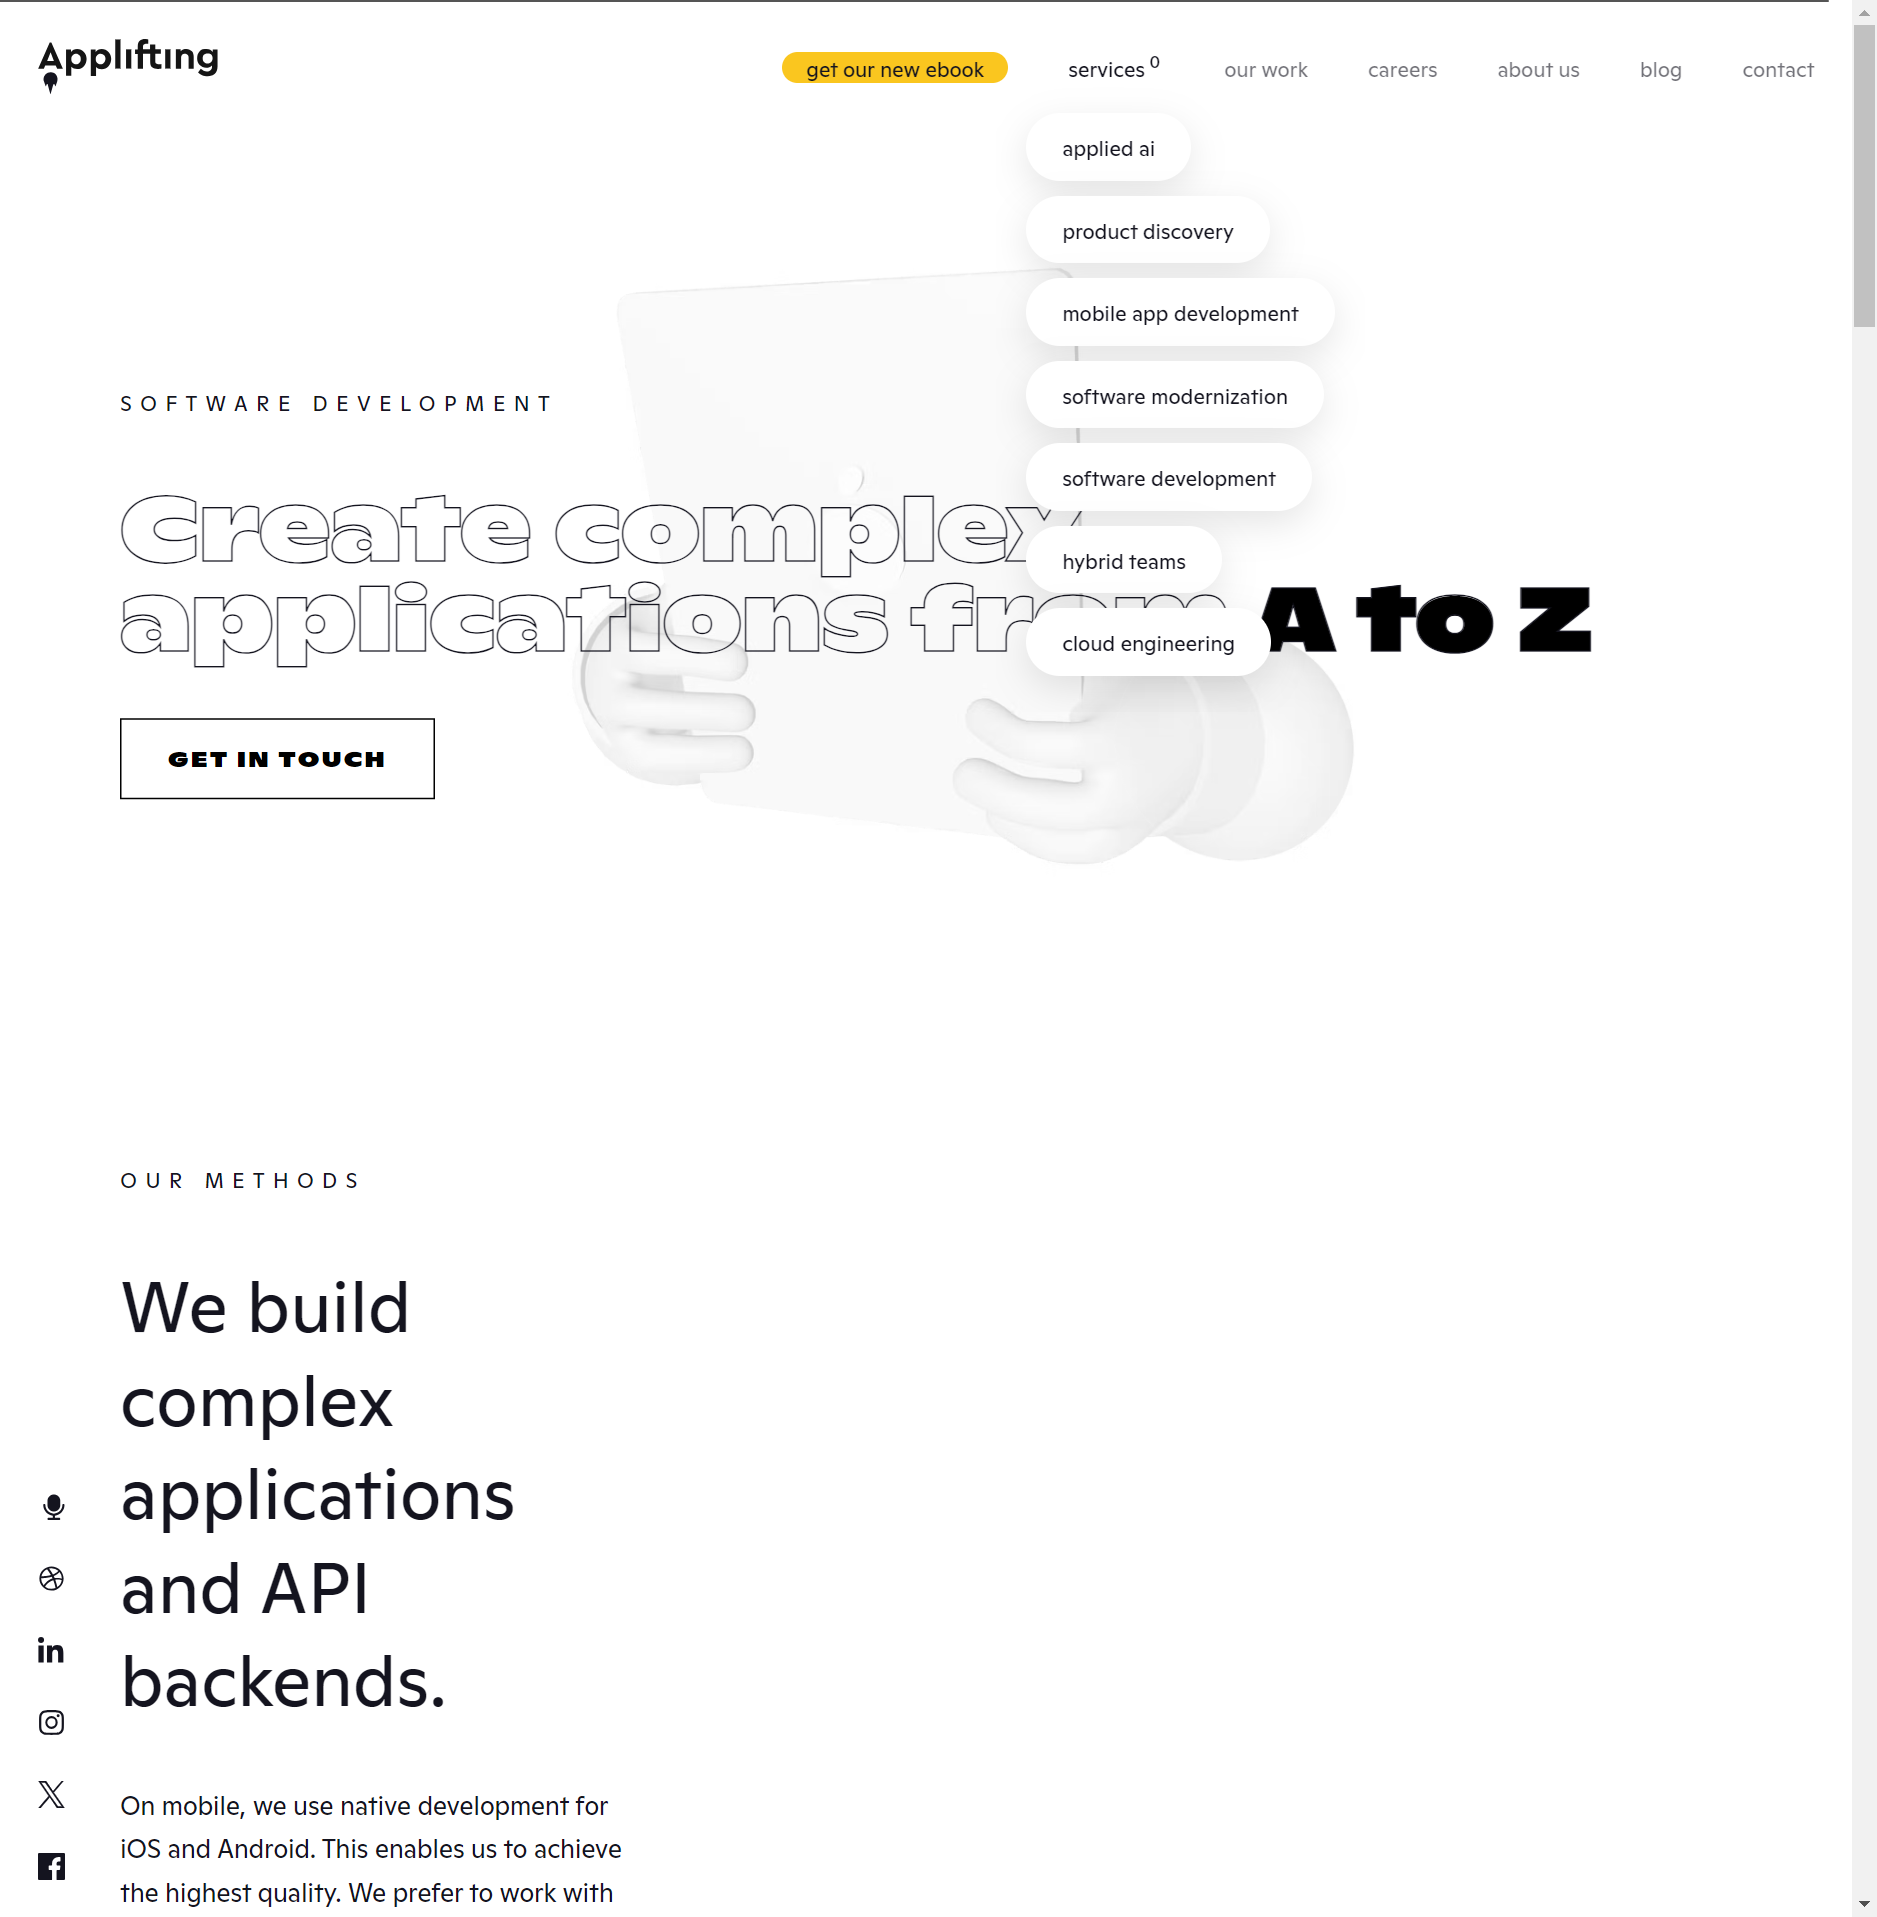 Applifting
get our new ebook
services 0
our work
careers
about us
blog
contact
applied ai
product discovery
mobile app development
software modernization
software development
hybrid teams
cloud engineering
SOFTWARE DEVELOPMENT
Create complex
applications from A to Z
GET IN TOUCH
OUR METHODS
We build
complex
applications
and API
backends.
On mobile, we use native development for
iOS and Android. This enables us to achieve
the highest quality. We prefer to work with